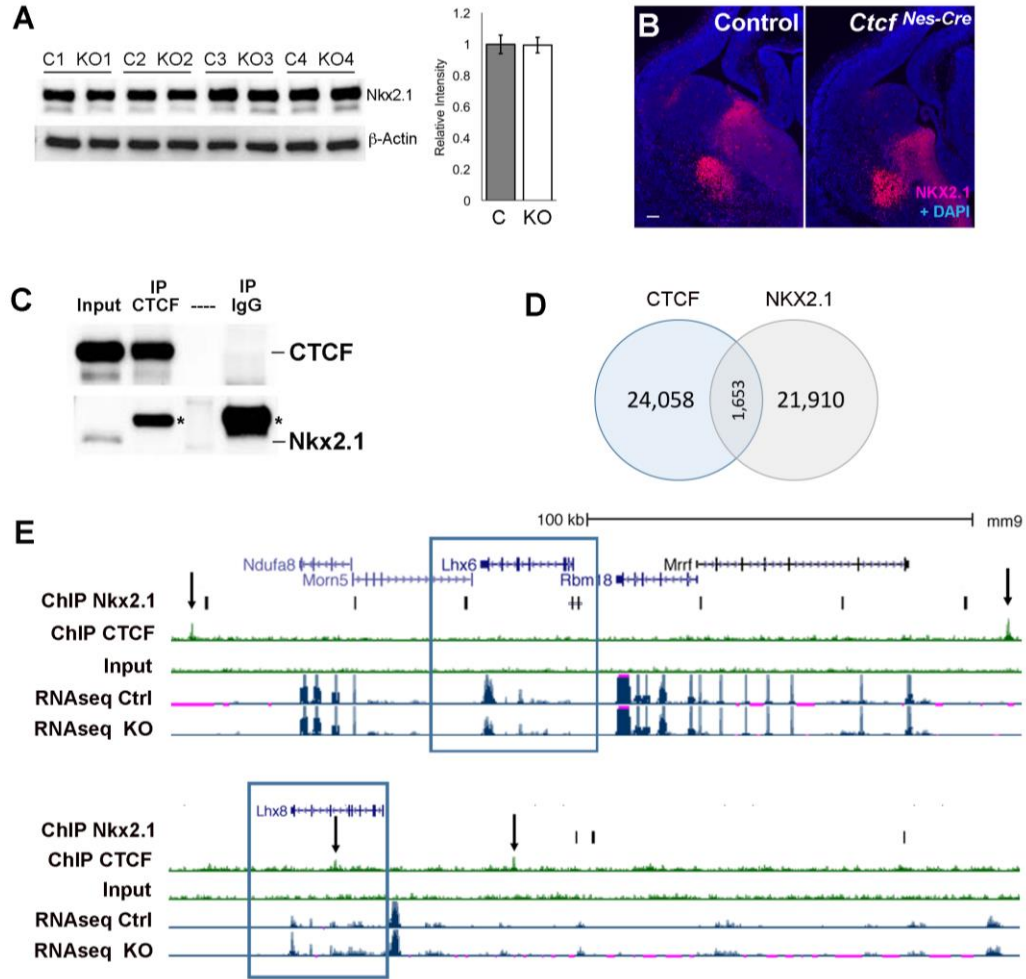 A
C1 KO1 C2 KO2 C3 KO3 C4 KO4
Nkx2.1
β-Actin
Relative Intensity
1.2
1
0.8
0.6
0.4
0.2
0
C KO
B
Control
Ctcf Nes-Cre
NKX2.1
+ DAPI
C
Input IP CTCF ---- IP IgG
CTCF
* *
Nkx2.1
D
CTCF NKX2.1
24,058 1,653 21,910
E
100 kb mm9
Ndufa8 Lhx6 Mrrf
Morn5 Rbm18
ChIP Nkx2.1
ChIP CTCF
Input
RNAseq Ctrl
RNAseq KO
Lhx8
ChIP Nkx2.1
ChIP CTCF
Input
RNAseq Ctrl
RNAseq KO